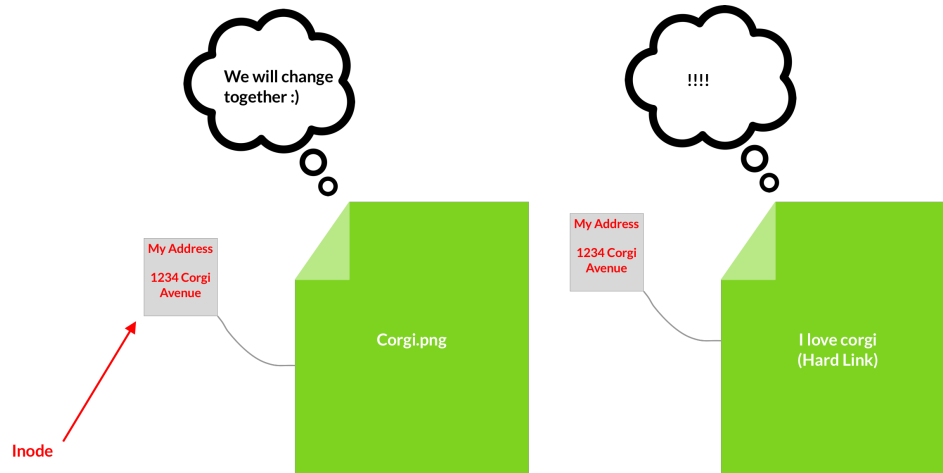 We will change
together :)
!!!!
My Address
1234 Corgi
Avenue
My Address
1234 Corgi
Avenue
Corgi.png
I love corgi
(Hard Link)
Inode